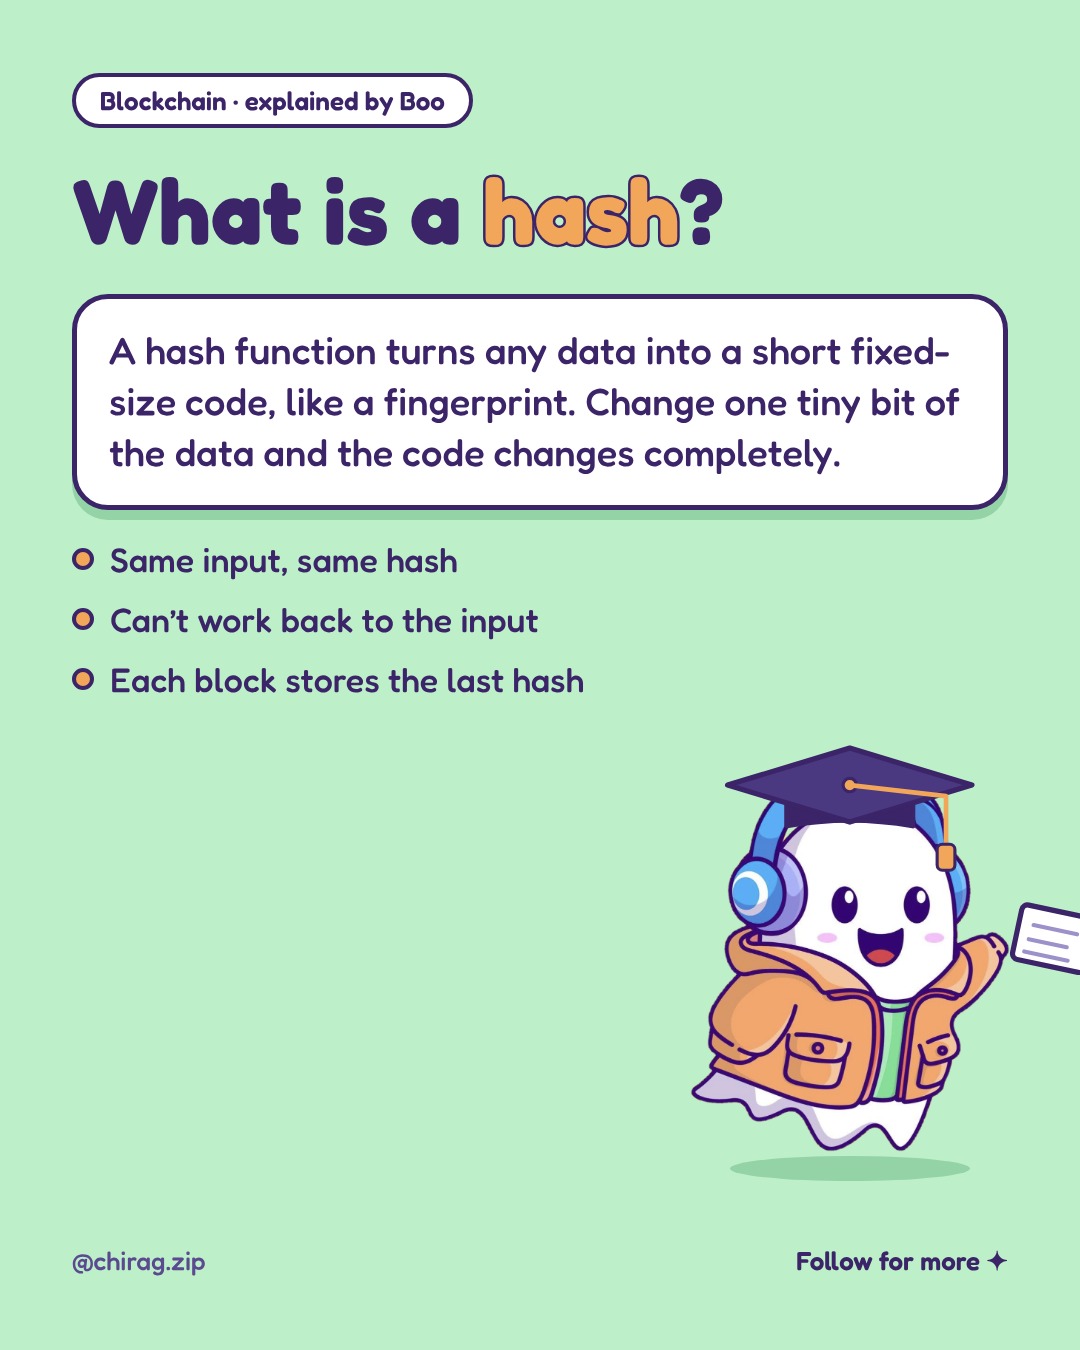 Blockchain · explained by Boo
What is a hash?
A hash function turns any data into a short fixed-
size code, like a fingerprint. Change one tiny bit of
the data and the code changes completely.
Same input, same hash
Can’t work back to the input
Each block stores the last hash
@chirag.zip
Follow for more ✦